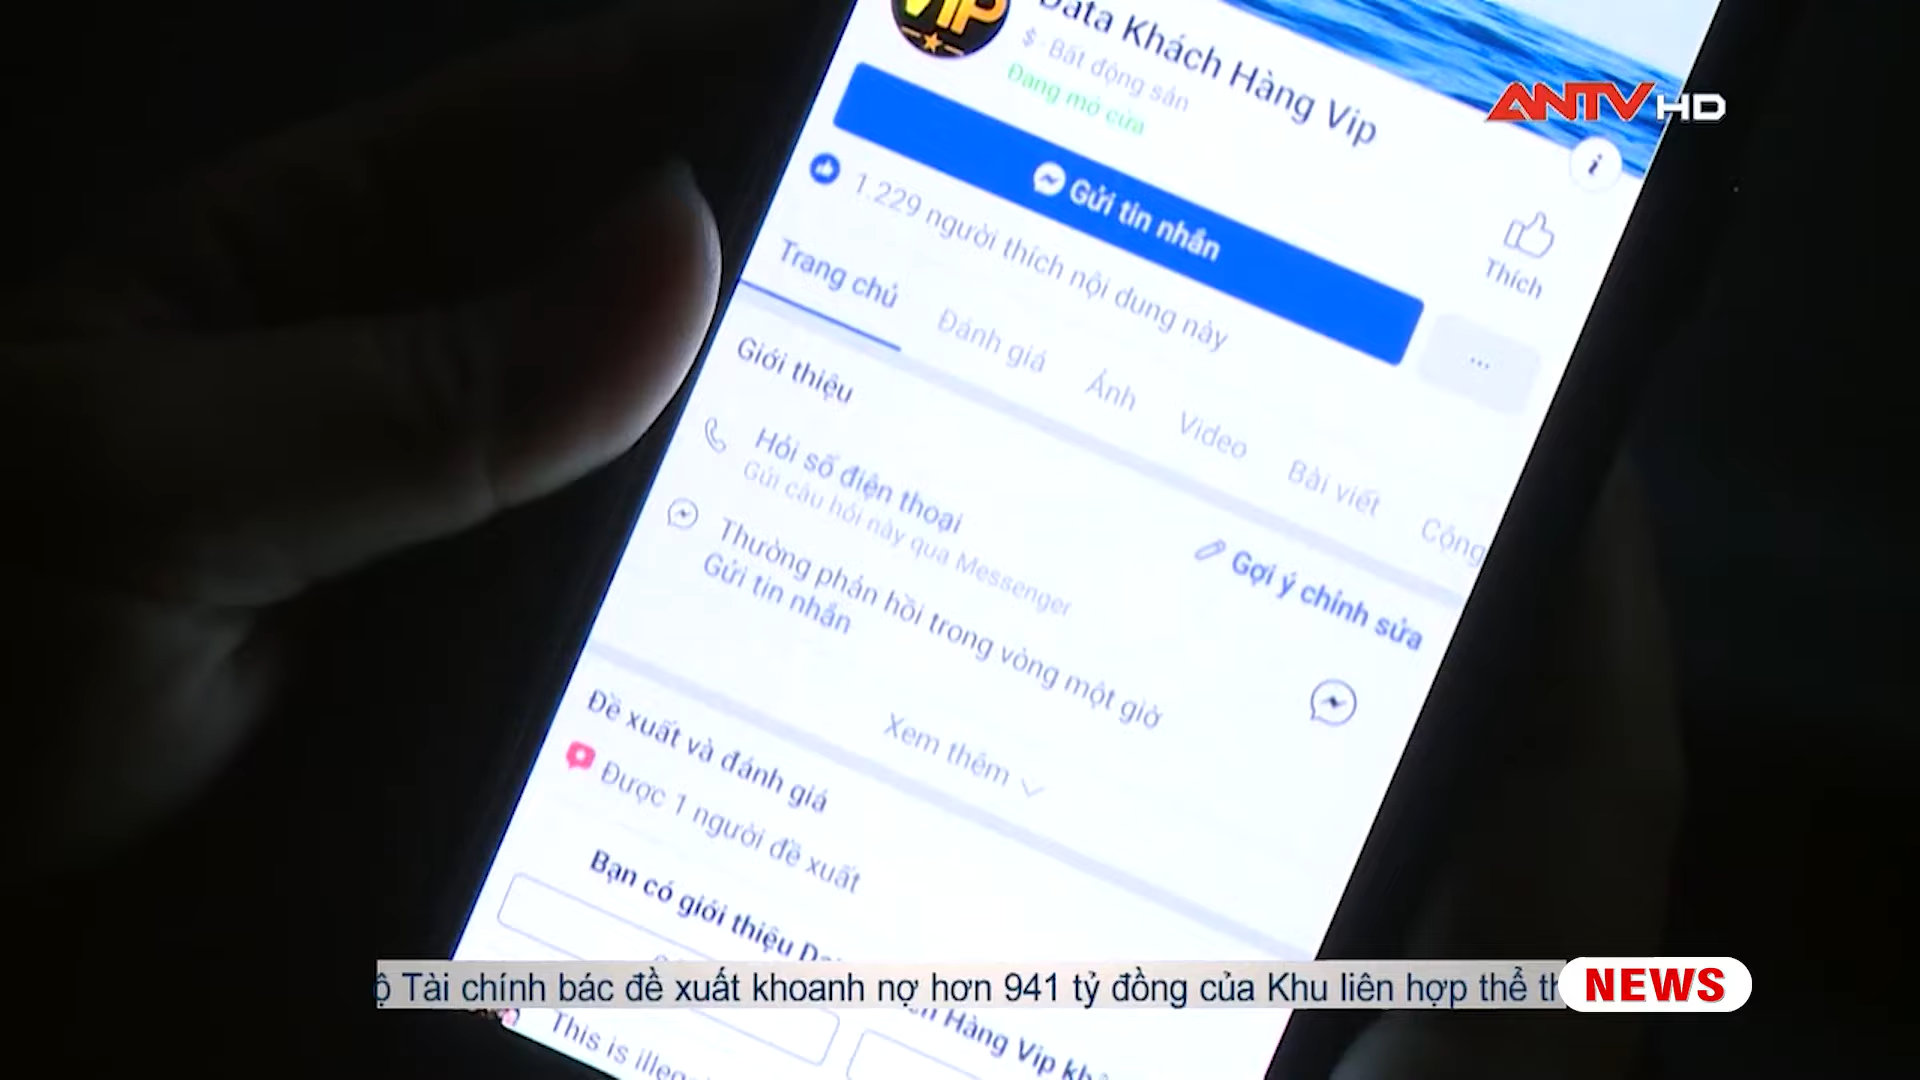 VIP
Data Khách Hàng Vip
$ · Bất động sản
Đang mở cửa
ANTV HD
i
Gửi tin nhắn
Thích
1.229 người thích nội dung này
...
Trang chủ
Đánh giá
Ảnh
Video
Bài viết
Cộng
Giới thiệu
Gợi ý chỉnh sửa
Hỏi số điện thoại
Gửi câu hỏi này qua Messenger
Thường phản hồi trong vòng một giờ
Gửi tin nhắn
Xem thêm
Đề xuất và đánh giá
Được 1 người đề xuất
Bạn có giới thiệu
Hàng Vip
This is
ộ Tài chính bác đề xuất khoanh nợ hơn 941 tỷ đồng của Khu liên hợp thể th
NEWS